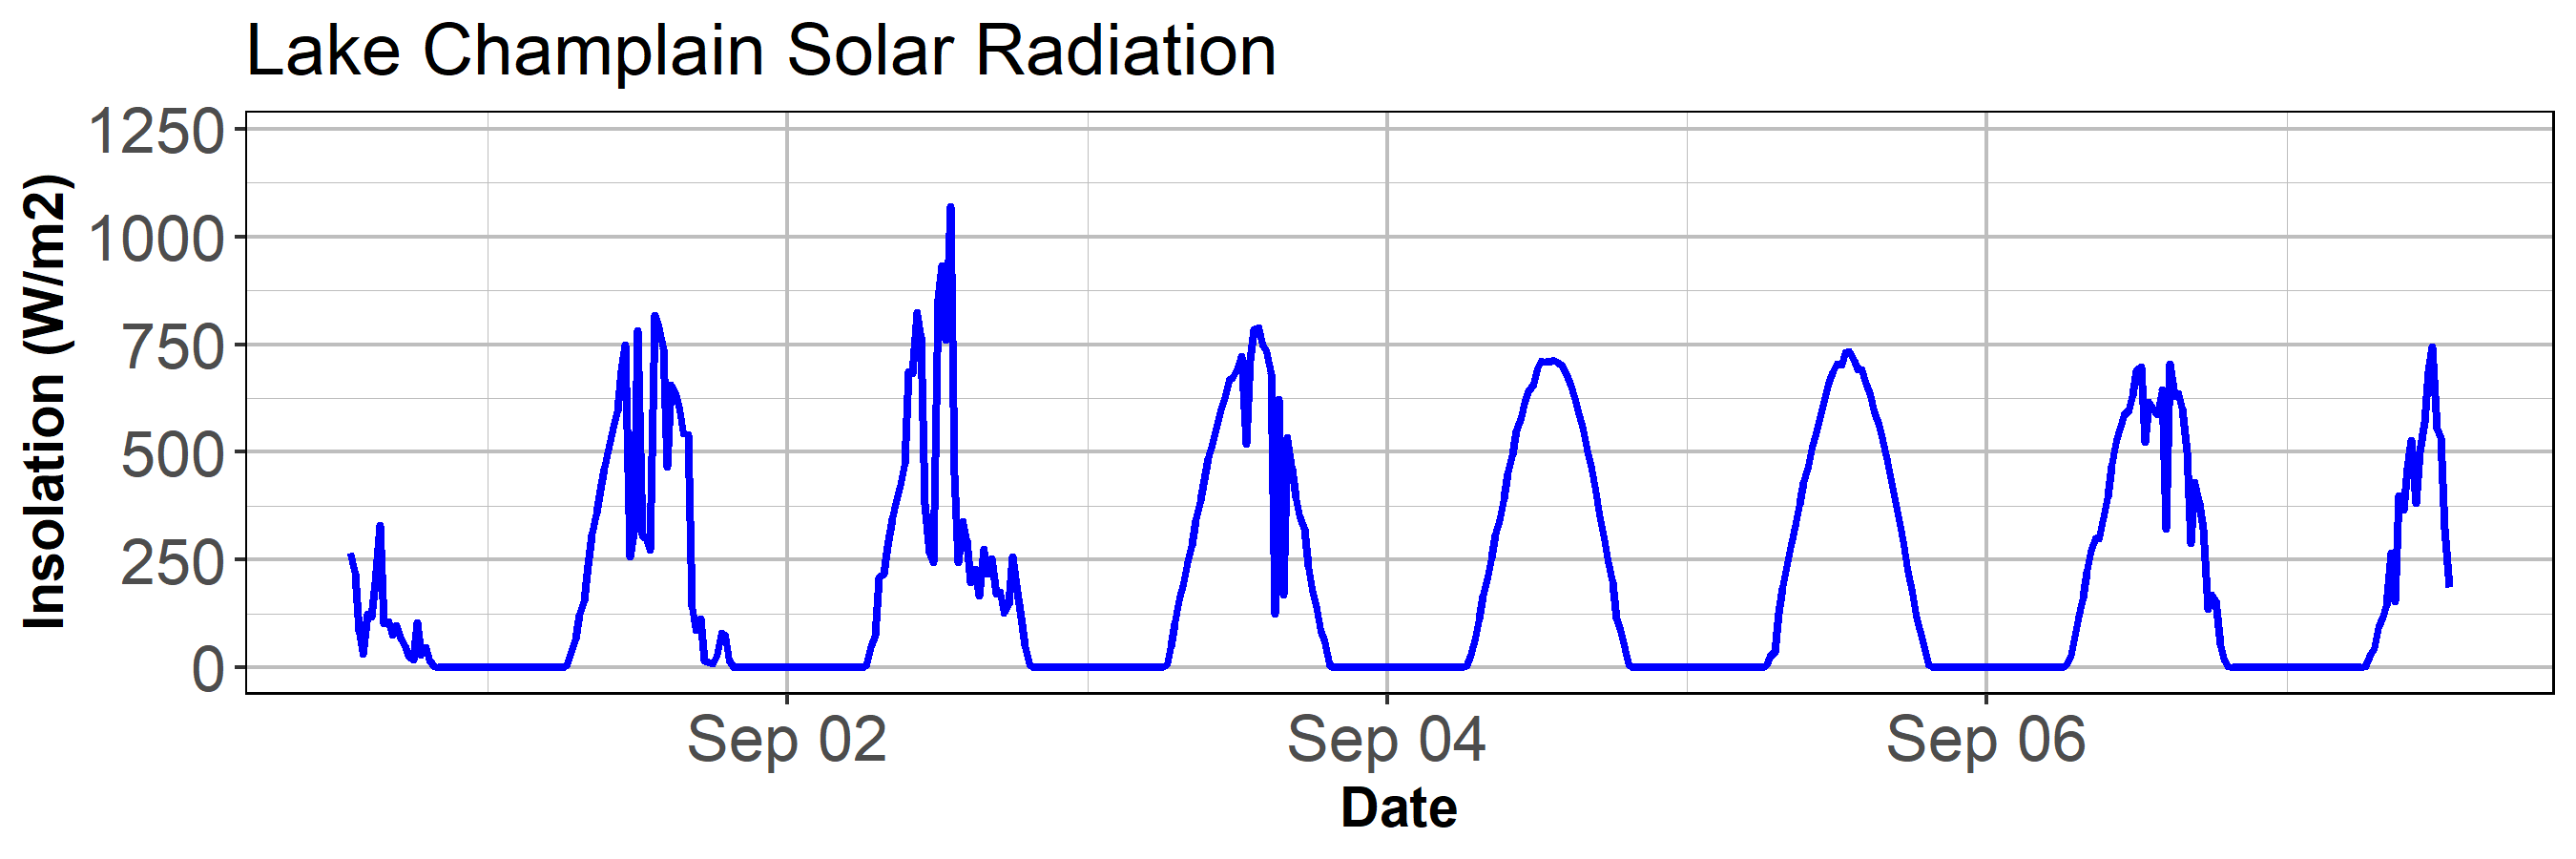 Lake Champlain Solar Radiation
Insolation (W/m2)
1250
1000
750
500
250
0
Sep 02
Sep 04
Sep 06
Date